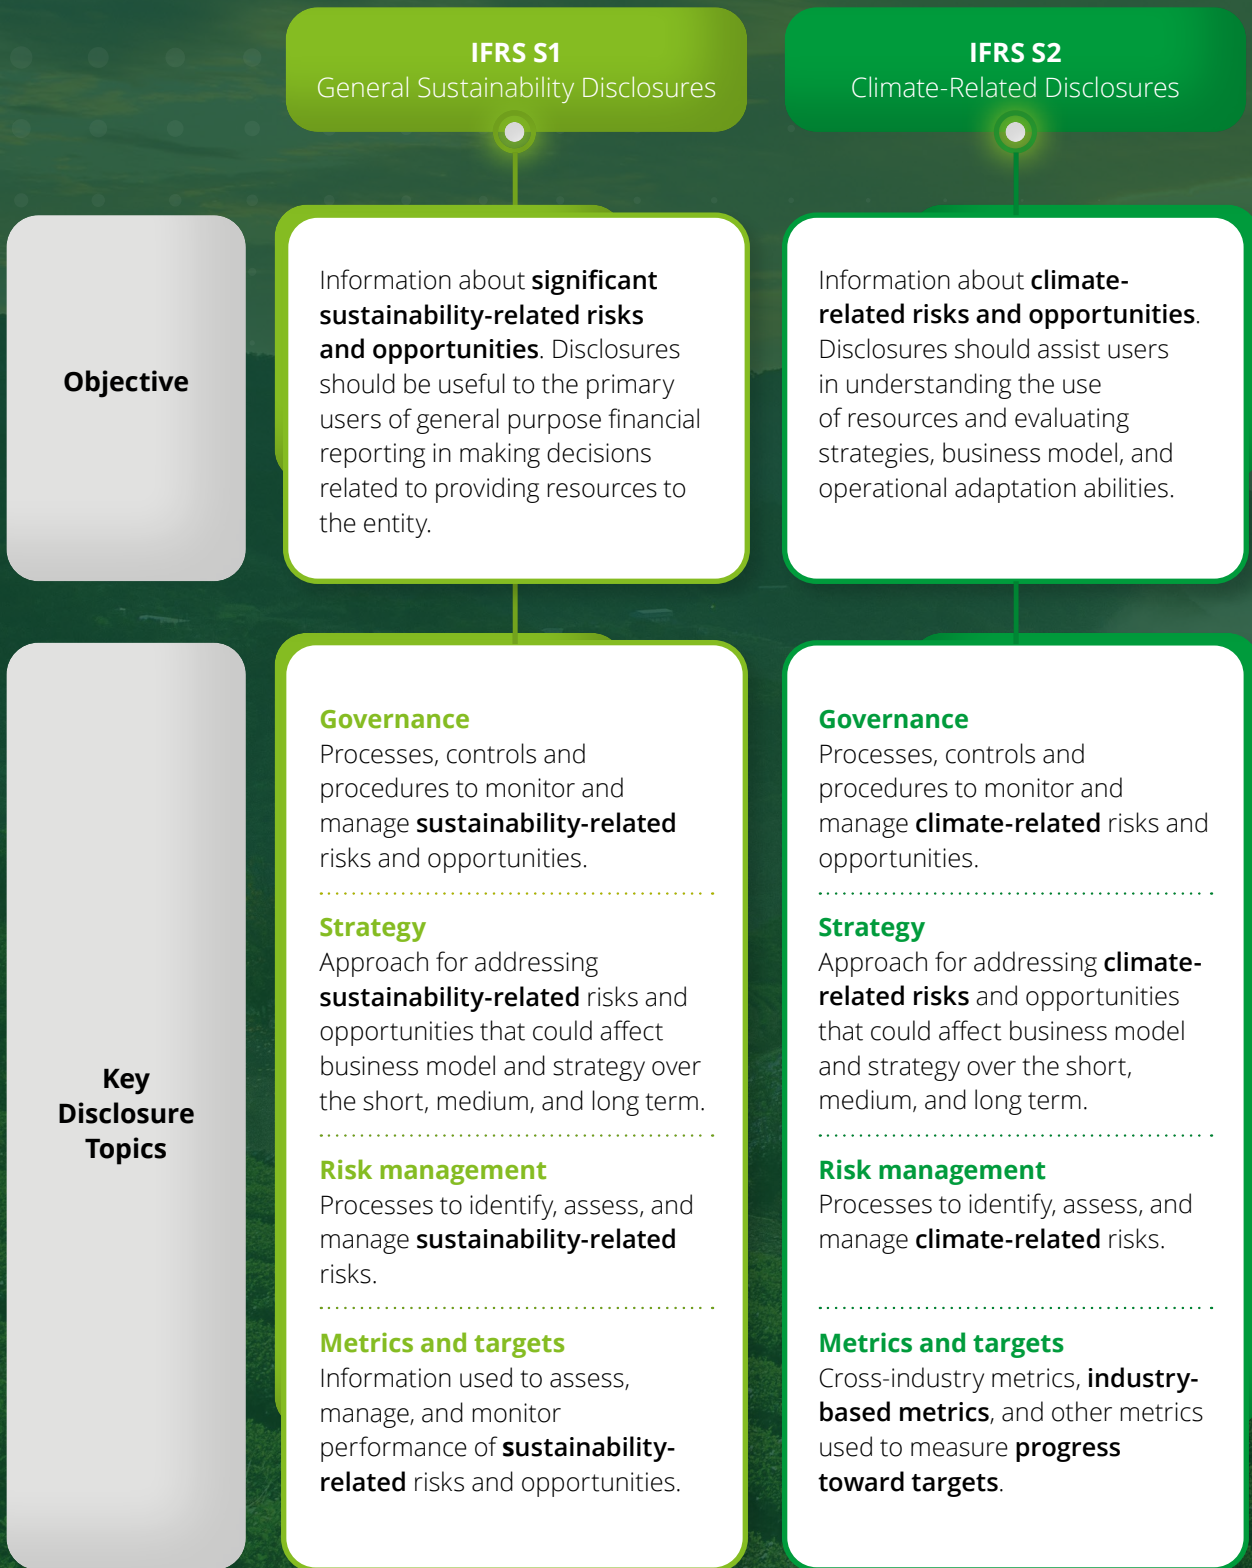 IFRS S1
General Sustainability Disclosures
IFRS S2
Climate-Related Disclosures
Objective
Information about significant
sustainability-related risks
and opportunities. Disclosures
should be useful to the primary
users of general purpose financial
reporting in making decisions
related to providing resources to
the entity.
Information about climate-
related risks and opportunities.
Disclosures should assist users
in understanding the use
of resources and evaluating
strategies, business model, and
operational adaptation abilities.
Key
Disclosure
Topics
Governance
Processes, controls and
procedures to monitor and
manage sustainability-related
risks and opportunities.
Strategy
Approach for addressing
sustainability-related risks and
opportunities that could affect
business model and strategy over
the short, medium, and long term.
Risk management
Processes to identify, assess, and
manage sustainability-related
risks.
Metrics and targets
Information used to assess,
manage, and monitor
performance of sustainability-
related risks and opportunities.
Governance
Processes, controls and
procedures to monitor and
manage climate-related risks and
opportunities.
Strategy
Approach for addressing climate-
related risks and opportunities
that could affect business model
and strategy over the short,
medium, and long term.
Risk management
Processes to identify, assess, and
manage climate-related risks.
Metrics and targets
Cross-industry metrics, industry-
based metrics, and other metrics
used to measure progress
toward targets.